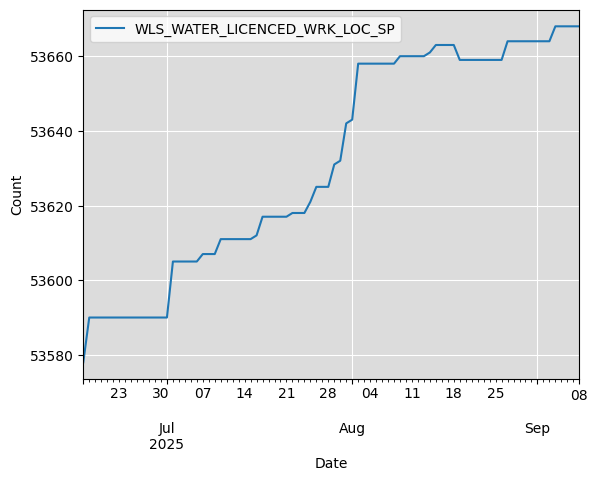 WLS_WATER_LICENCED_WRK_LOC_SP
53660
53640
53620
53600
53580
Count
23 30 07 14 21 28 04 11 18 25 08
Jul Aug Sep
2025
Date